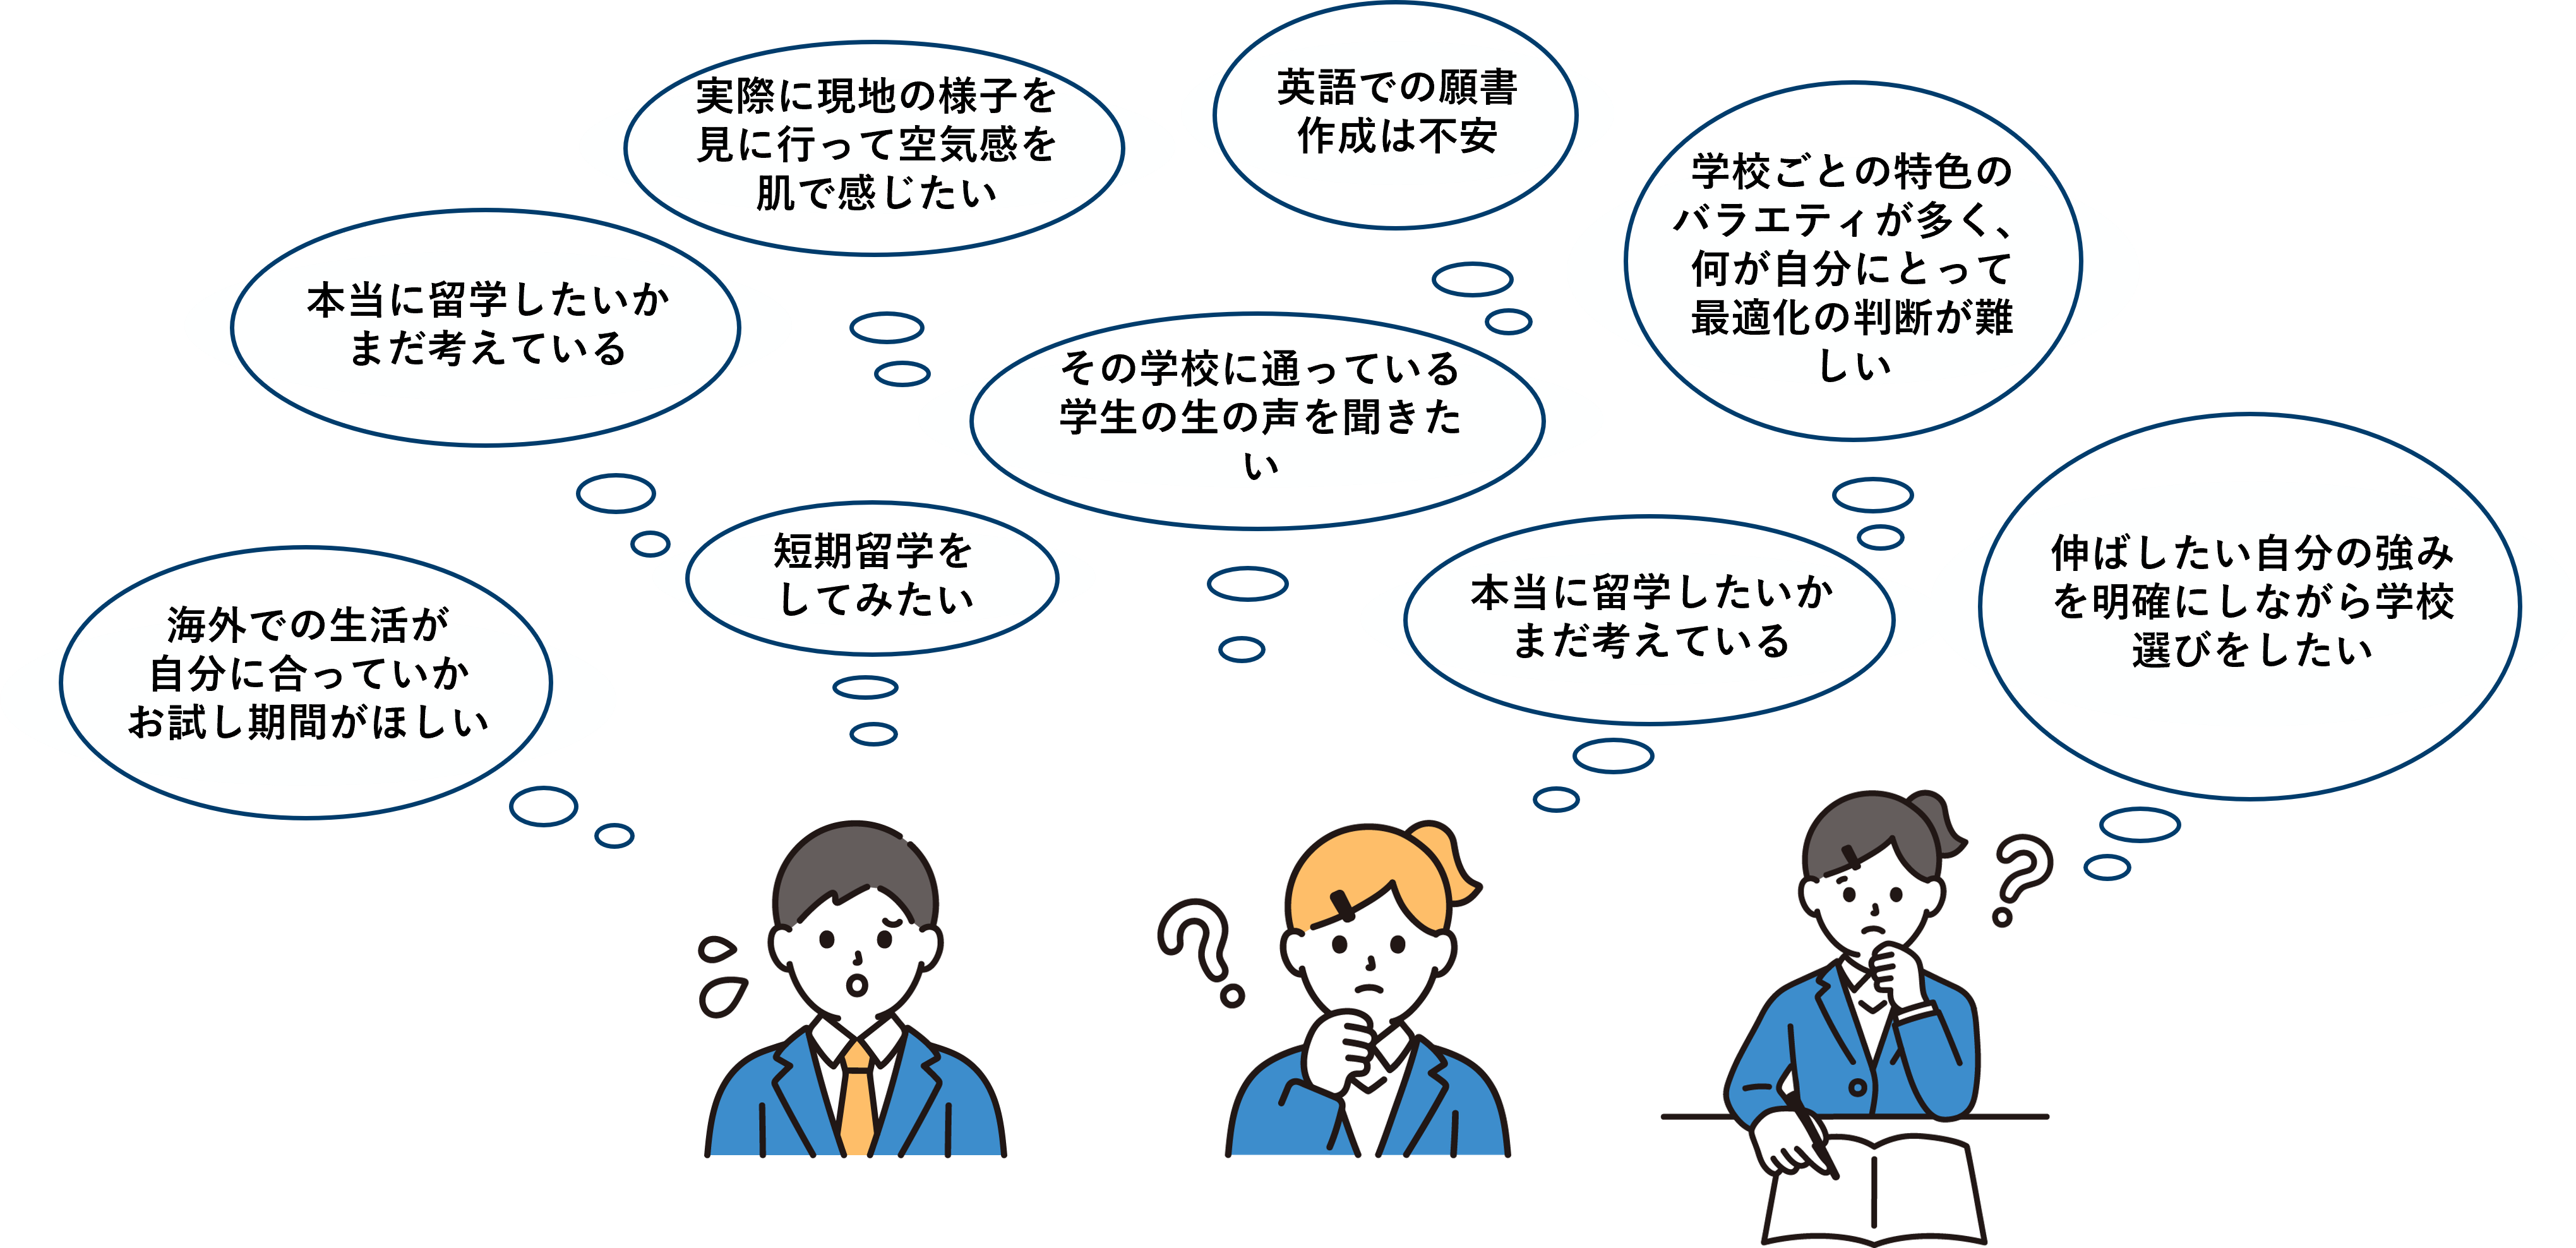 実際に現地の様子を
見に行って空気感を
肌で感じたい
英語での願書
作成は不安
学校ごとの特色の
バラエティが多く、
何が自分にとって
最適化の判断が難
しい
本当に留学したいか
まだ考えている
その学校に通っている
学生の生の声を聞きた
い
短期留学を
してみたい
本当に留学したいか
まだ考えている
伸ばしたい自分の強み
を明確にしながら学校
選びをしたい
海外での生活が
自分に合っていか
お試し期間がほしい